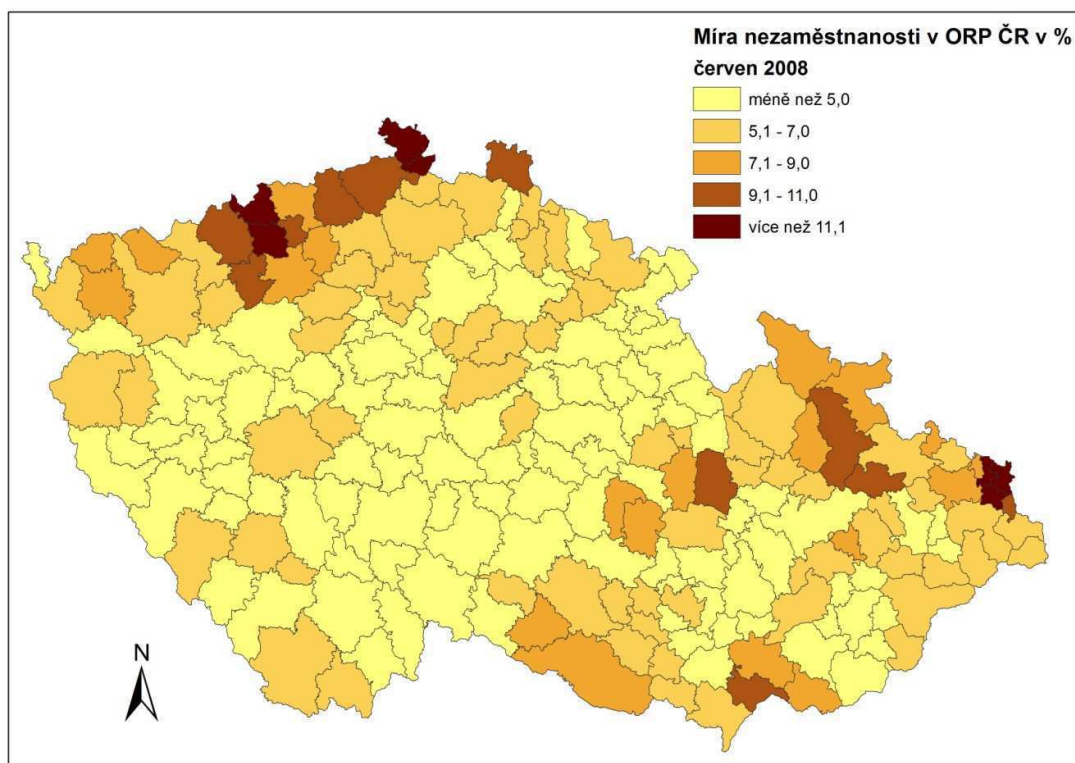 Míra nezaměstnanosti v ORP ČR v %
červen 2008
méně než 5,0
5,1 - 7,0
7,1 - 9,0
9,1 - 11,0
více než 11,1
N